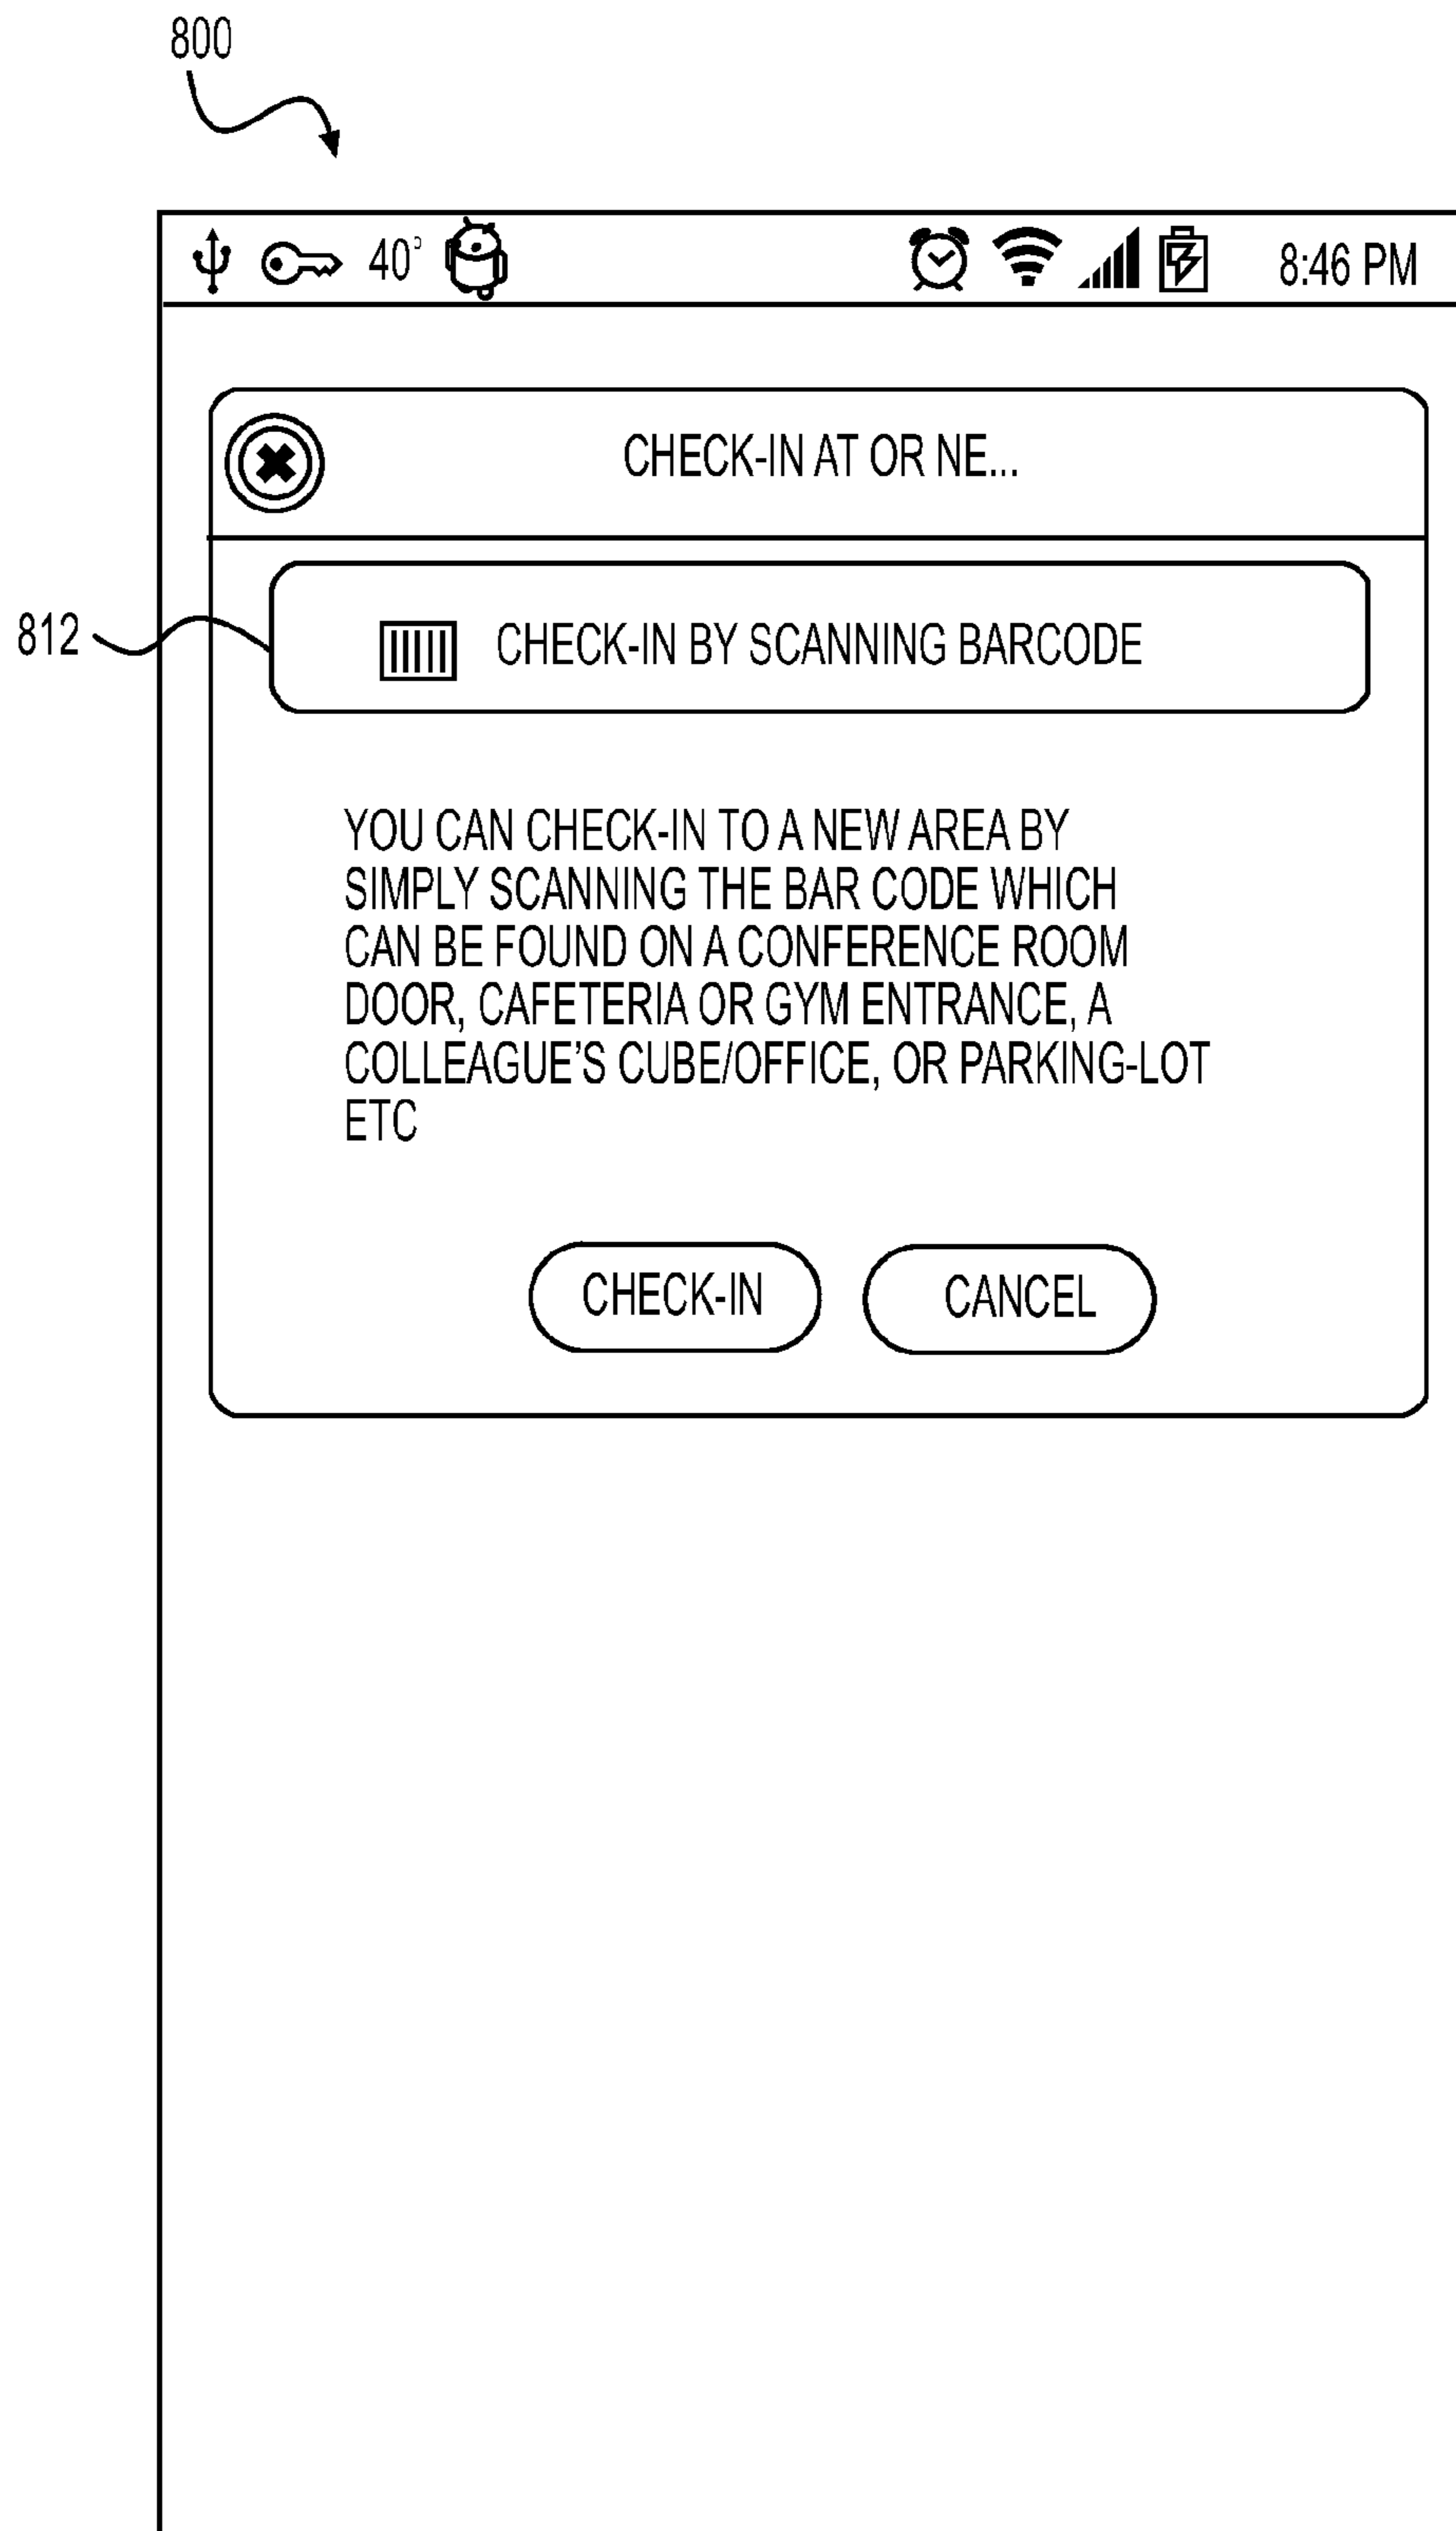 800
40° 8:46 PM
CHECK-IN AT OR NE...
812
CHECK-IN BY SCANNING BARCODE
YOU CAN CHECK-IN TO A NEW AREA BY
SIMPLY SCANNING THE BAR CODE WHICH
CAN BE FOUND ON A CONFERENCE ROOM
DOOR, CAFETERIA OR GYM ENTRANCE, A
COLLEAGUE'S CUBE/OFFICE, OR PARKING-LOT
ETC
CHECK-IN CANCEL